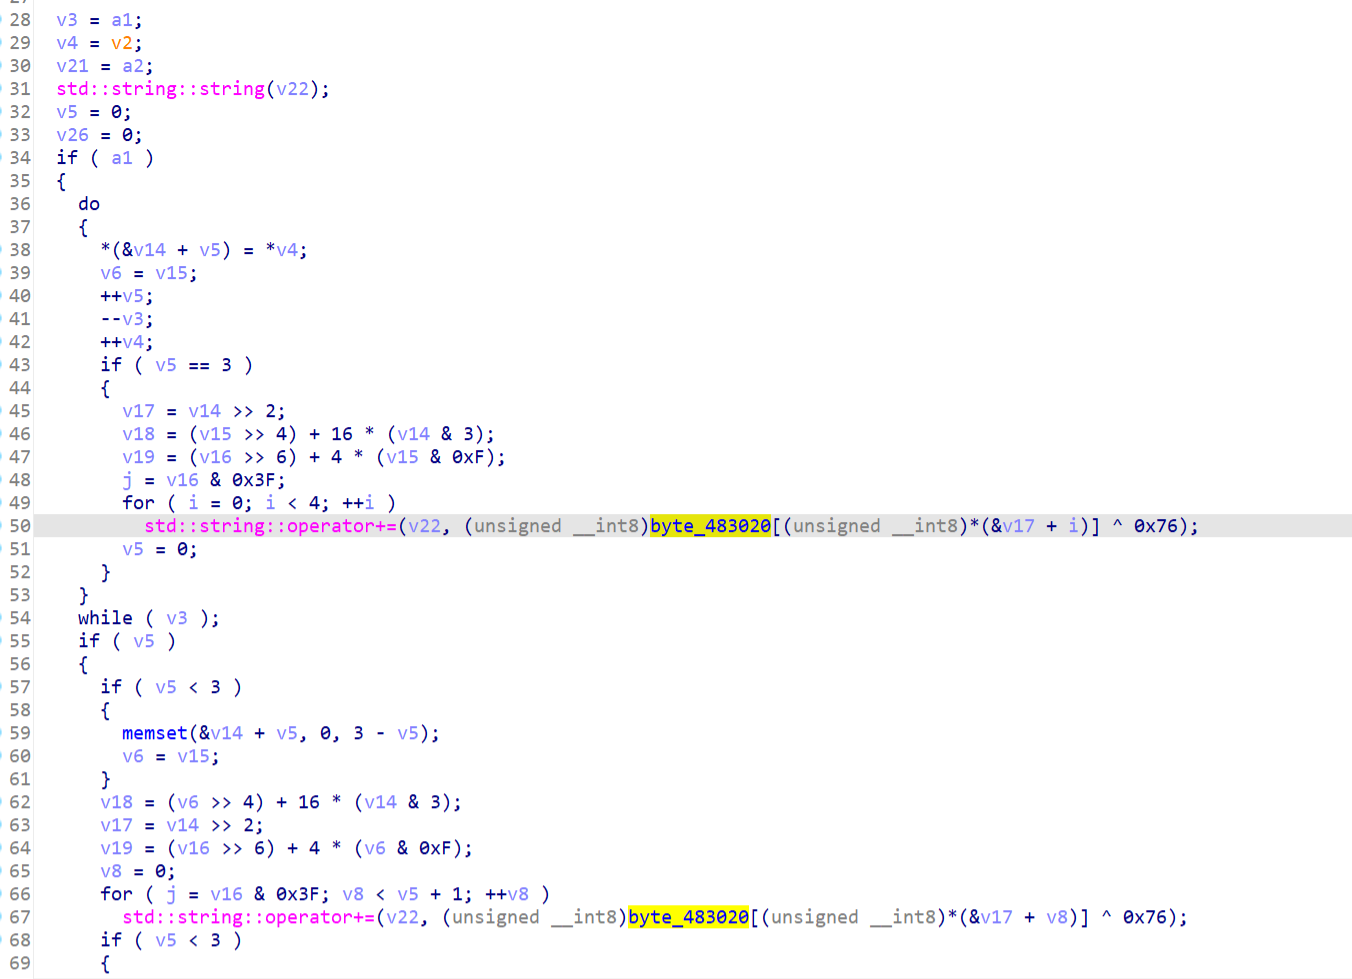 28 v3 = a1;
29 v4 = v2;
30 v21 = a2;
31 std::string::string(v22);
32 v5 = 0;
33 v26 = 0;
34 if ( a1 )
35 {
36 do
37 {
38 *(&v14 + v5) = *v4;
39 v6 = v15;
40 ++v5;
41 --v3;
42 ++v4;
43 if ( v5 == 3 )
44 {
45 v17 = v14 >> 2;
46 v18 = (v15 >> 4) + 16 * (v14 & 3);
47 v19 = (v16 >> 6) + 4 * (v15 & 0xF);
48 j = v16 & 0x3F;
49 for ( i = 0; i < 4; ++i )
50 std::string::operator+=(v22, (unsigned __int8)byte_483020[(unsigned __int8)*(&v17 + i)] ^ 0x76);
51 v5 = 0;
52 }
53 }
54 while ( v3 );
55 if ( v5 )
56 {
57 if ( v5 < 3 )
58 {
59 memset(&v14 + v5, 0, 3 - v5);
60 v6 = v15;
61 }
62 v18 = (v6 >> 4) + 16 * (v14 & 3);
63 v17 = v14 >> 2;
64 v19 = (v16 >> 6) + 4 * (v6 & 0xF);
65 v8 = 0;
66 for ( j = v16 & 0x3F; v8 < v5 + 1; ++v8 )
67 std::string::operator+=(v22, (unsigned __int8)byte_483020[(unsigned __int8)*(&v17 + v8)] ^ 0x76);
68 if ( v5 < 3 )
69 {